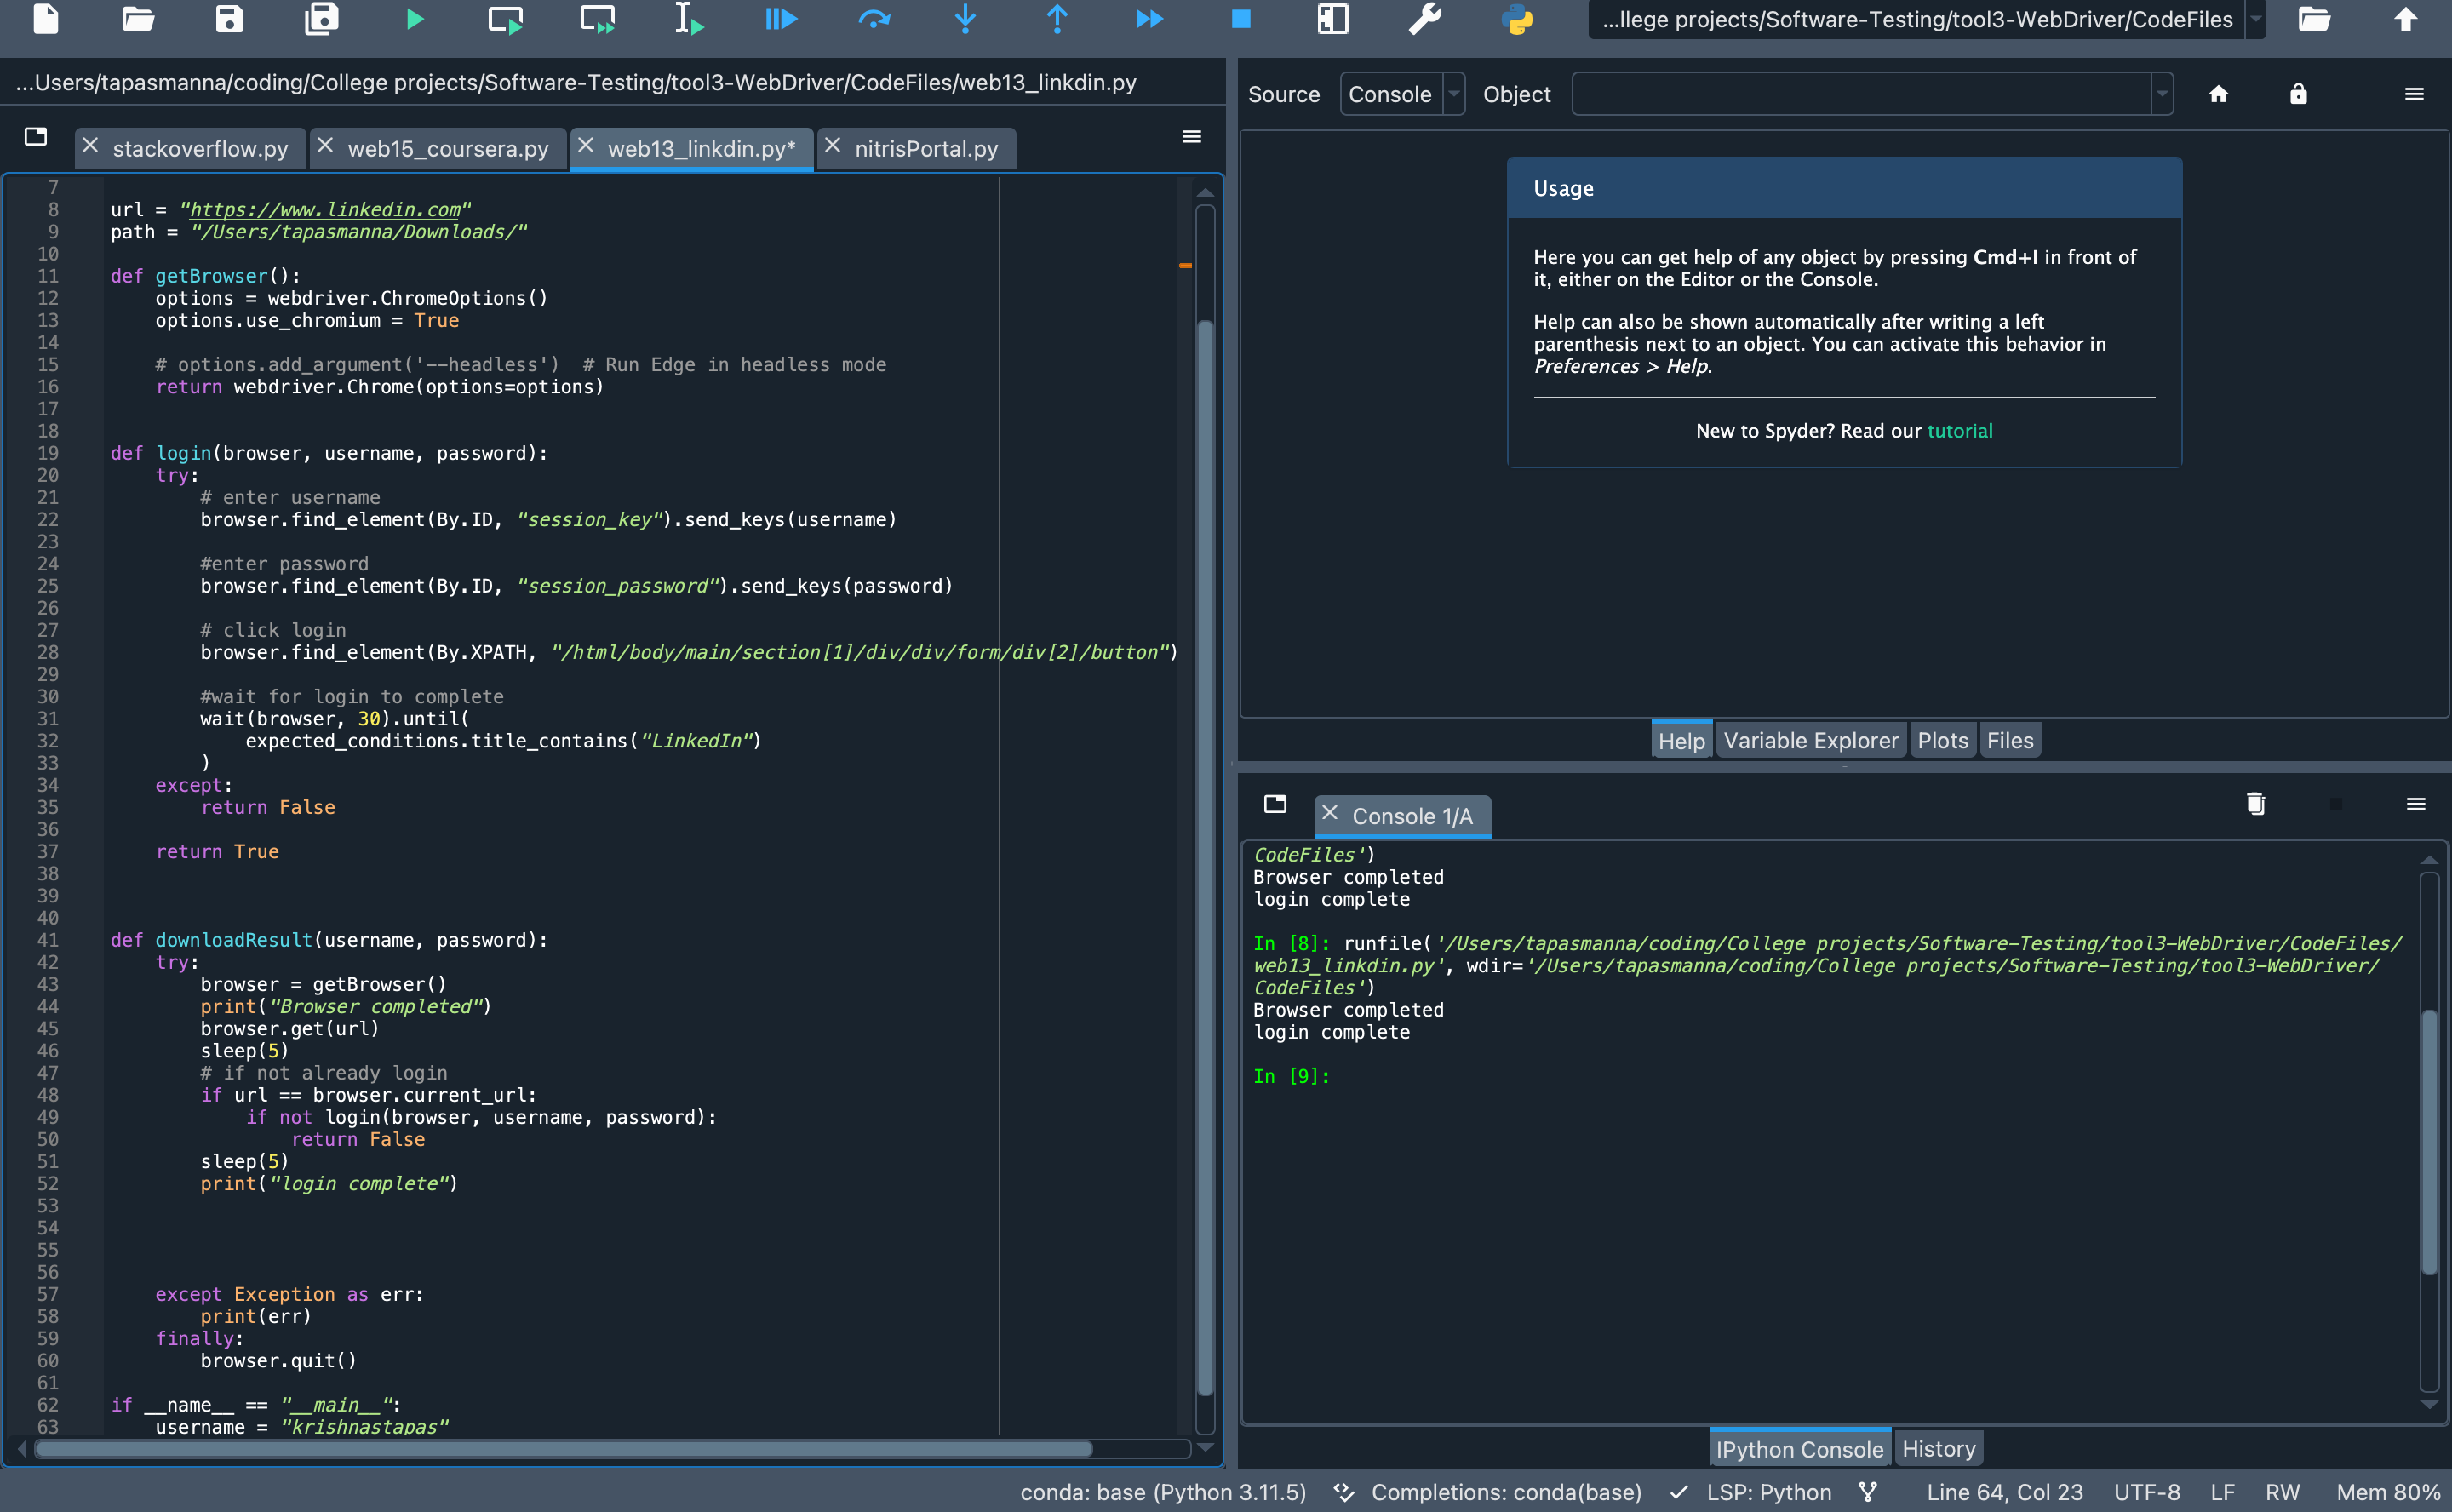 ...llege projects/Software-Testing/tool3-WebDriver/CodeFiles
...Users/tapasmanna/coding/College projects/Software-Testing/tool3-WebDriver/CodeFiles/web13_linkdin.py
stackoverflow.py
web15_coursera.py
web13_linkdin.py*
nitrisPortal.py
7
8 url = "https://www.linkedin.com"
9 path = "/Users/tapasmanna/Downloads/"
10
11 def getBrowser():
12     options = webdriver.ChromeOptions()
13     options.use_chromium = True
14
15     # options.add_argument('--headless')  # Run Edge in headless mode
16     return webdriver.Chrome(options=options)
17
18
19 def login(browser, username, password):
20     try:
21         # enter username
22         browser.find_element(By.ID, "session_key").send_keys(username)
23
24         #enter password
25         browser.find_element(By.ID, "session_password").send_keys(password)
26
27         # click login
28         browser.find_element(By.XPATH, "/html/body/main/section[1]/div/div/form/div[2]/button")
29
30         #wait for login to complete
31         wait(browser, 30).until(
32             expected_conditions.title_contains("LinkedIn")
33         )
34     except:
35         return False
36
37     return True
38
39
40
41 def downloadResult(username, password):
42     try:
43         browser = getBrowser()
44         print("Browser completed")
45         browser.get(url)
46         sleep(5)
47         # if not already login
48         if url == browser.current_url:
49             if not login(browser, username, password):
50                 return False
51         sleep(5)
52         print("login complete")
53
54
55
56
57     except Exception as err:
58         print(err)
59     finally:
60         browser.quit()
61
62 if __name__ == "__main__":
63     username = "krishnastapas"
Source Console Object
Usage
Here you can get help of any object by pressing Cmd+I in front of
it, either on the Editor or the Console.
Help can also be shown automatically after writing a left
parenthesis next to an object. You can activate this behavior in
Preferences > Help.
New to Spyder? Read our tutorial
Help
Variable Explorer
Plots
Files
Console 1/A
CodeFiles')
Browser completed
login complete
In [8]: runfile('/Users/tapasmanna/coding/College projects/Software-Testing/tool3-WebDriver/CodeFiles/
web13_linkdin.py', wdir='/Users/tapasmanna/coding/College projects/Software-Testing/tool3-WebDriver/
CodeFiles')
Browser completed
login complete
In [9]:
IPython Console
History
conda: base (Python 3.11.5) Completions: conda(base) LSP: Python Line 64, Col 23 UTF-8 LF RW Mem 80%